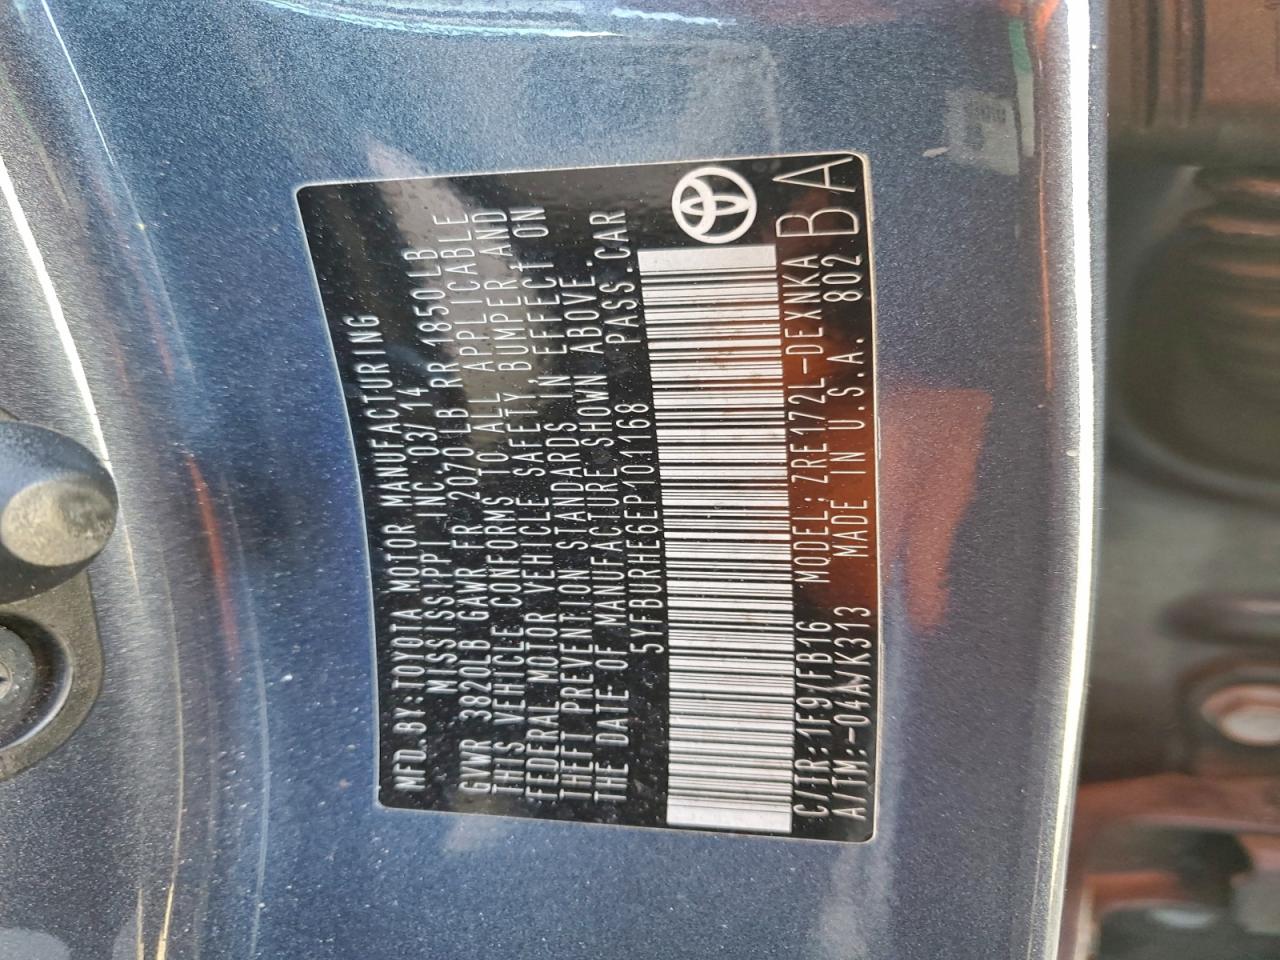 MFD.BY:TOYOTA MOTOR MANUFACTURING
MISSISSIPPI INC 03/14
GVWR 3820LB GAWR FR 2070LB RR 1850LB
THIS VEHICLE CONFORMS TO ALL APPLICABLE
FEDERAL MOTOR VEHICLE SAFETY, BUMPER, AND
THEFT PREVENTION STANDARDS IN EFFECT ON
THE DATE OF MANUFACTURE SHOWN ABOVE.
5YFBURHE6EP101168 PASS.CAR
C/TR:1F9/FB16 MODEL: ZRE172L-DEXNKA B
A/TM:-04A/K313 MADE IN U.S.A. 802 BA